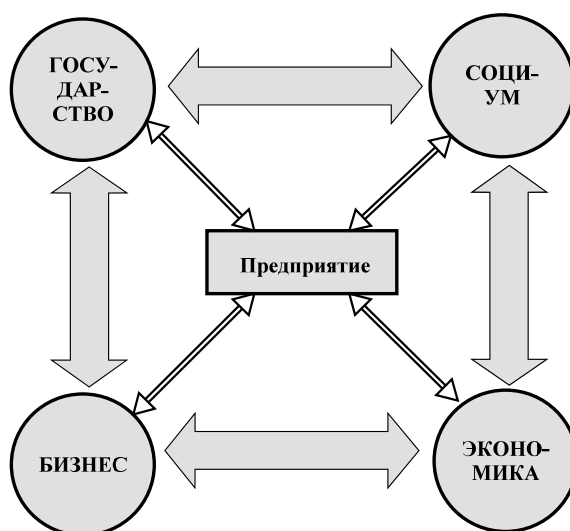 ГОСУ-
ДАР-
СТВО
СОЦИ-
УМ
Предприятие
БИЗНЕС
ЭКОНО-
МИКА